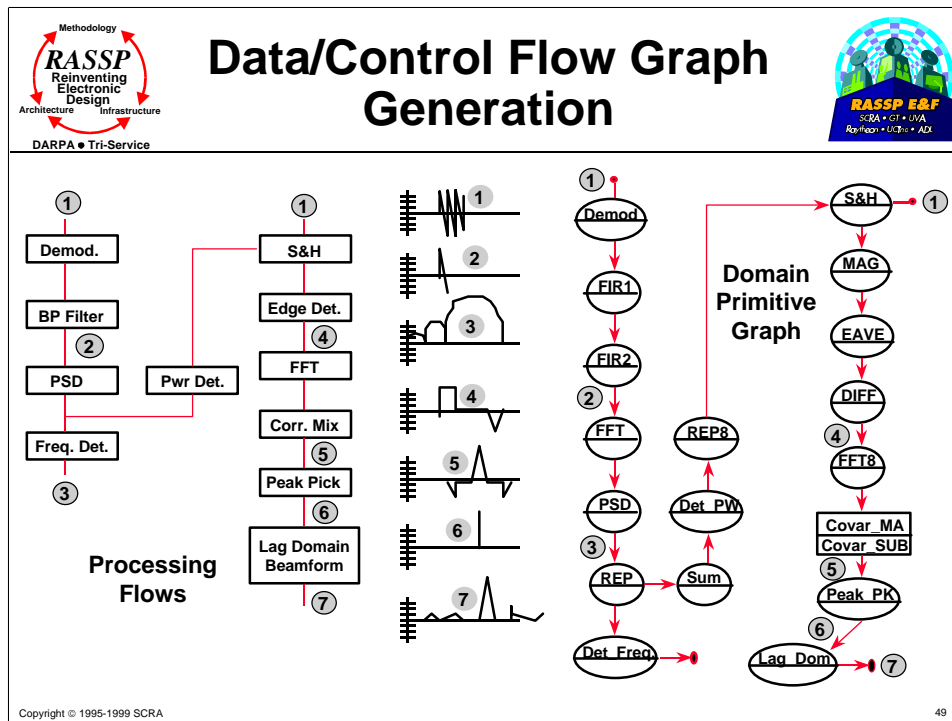 Methodology
RASSP
Reinventing
Electronic
Design
Architecture
Infrastructure
DARPA ● Tri-Service
Data/Control Flow Graph
Generation
RASSP E&F
SCRA • GT • UVA
Raytheon • UCinc • ADL
1
Demod.
BP Filter
2
PSD
Pwr Det.
Freq. Det.
3
Processing
Flows
1
S&H
Edge Det.
4
FFT
Corr. Mix
5
Peak Pick
6
Lag Domain
Beamform
7
1
2
3
4
5
6
7
1
Demod
FIR1
FIR2
2
FFT
PSD
3
REP
Det_Freq.
Sum
Det_PW
REP8
Domain
Primitive
Graph
S&H
1
MAG
EAVE
DIFF
4
FFT8
Covar_MA
Covar_SUB
5
Peak_PK
6
Lag_Dom
7
Copyright © 1995-1999 SCRA
49